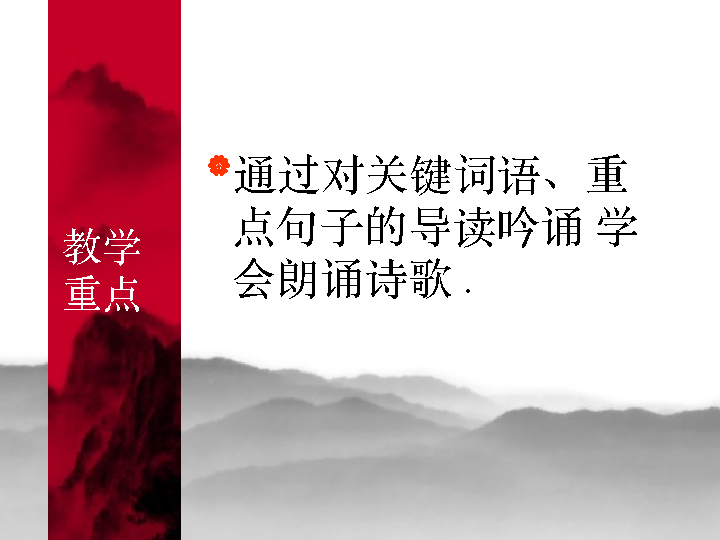 教学
重点
通过对关键词语、重
点句子的导读吟诵 学
会朗诵诗歌 .